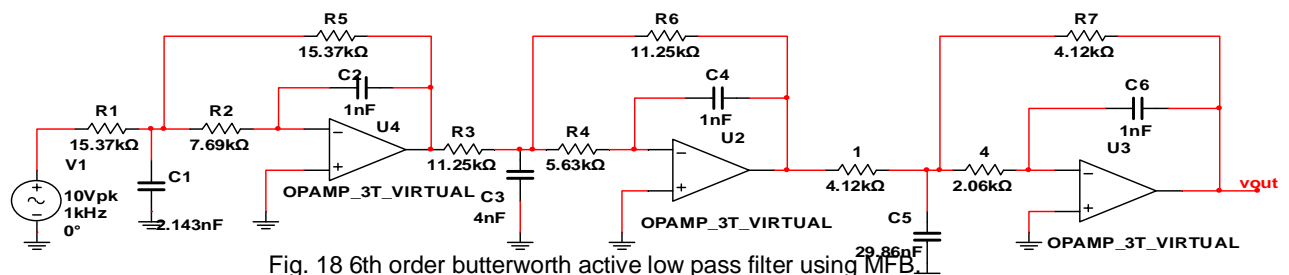 R5
15.37kΩ
R6
11.25kΩ
R7
4.12kΩ
C2
1nF
C4
1nF
C6
1nF
R1
15.37kΩ
R2
7.69kΩ
U4
R3
11.25kΩ
R4
5.63kΩ
U2
1
4.12kΩ
4
2.06kΩ
U3
V1
10Vpk
1kHz
0°
C1
2.143nF
OPAMP_3T_VIRTUAL
C3
4nF
OPAMP_3T_VIRTUAL
C5
29.86nF
OPAMP_3T_VIRTUAL
vout
Fig. 18 6th order butterworth active low pass filter using MFB.